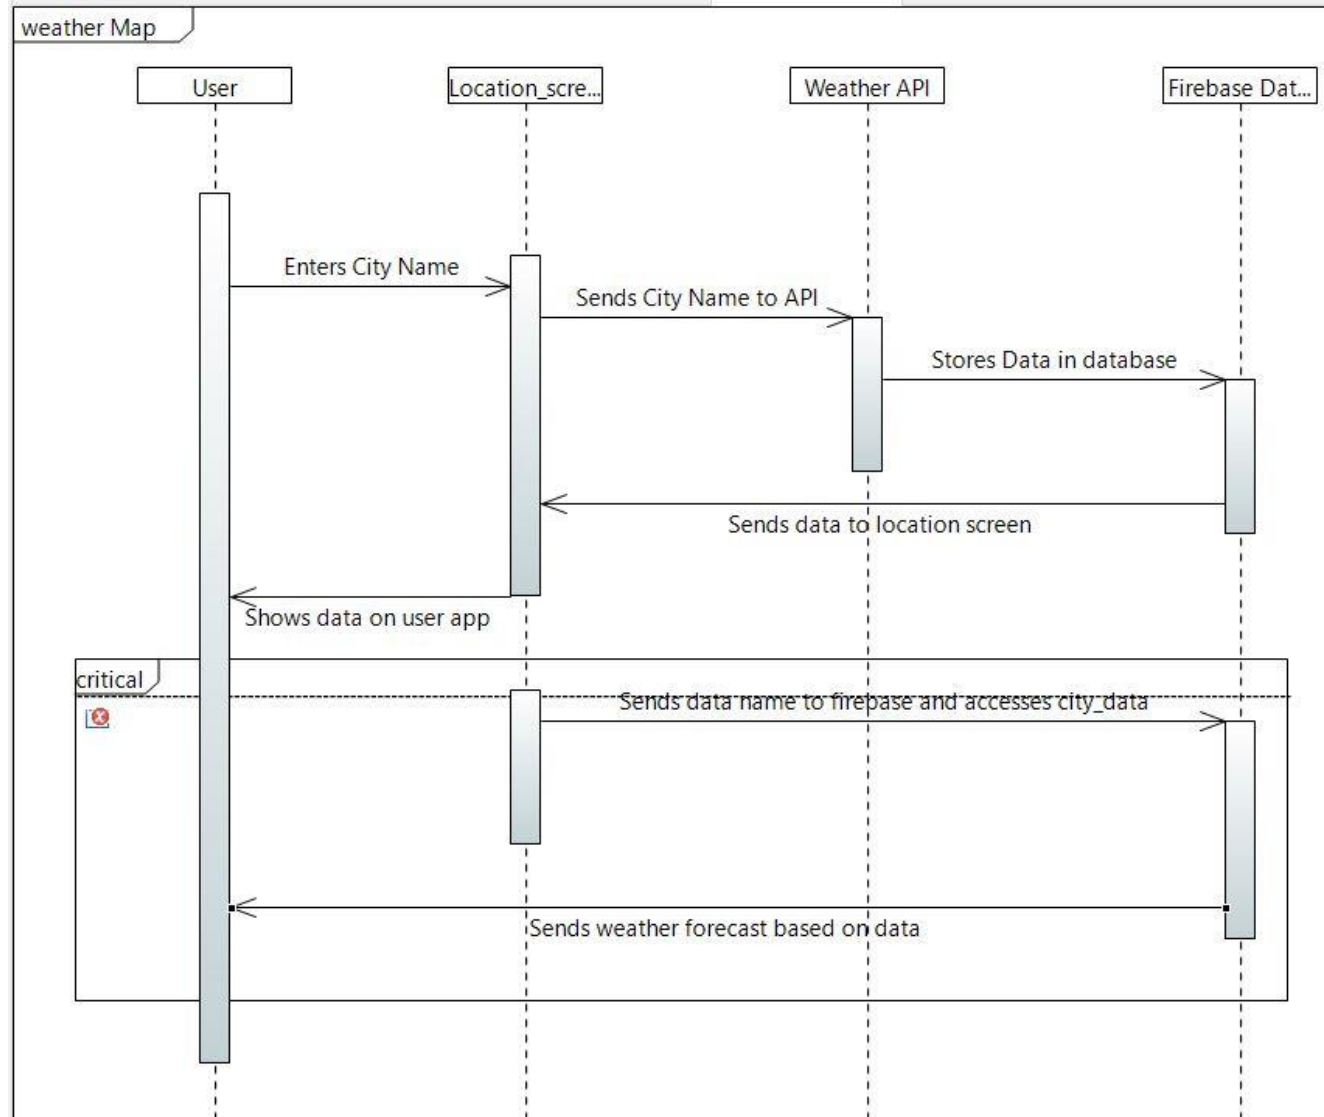 weather Map
User
Location_scre...
Weather API
Firebase Dat...
Enters City Name
Sends City Name to API
Stores Data in database
Sends data to location screen
Shows data on user app
critical
Sends data name to firebase and accesses city_data
Sends weather forecast based on data